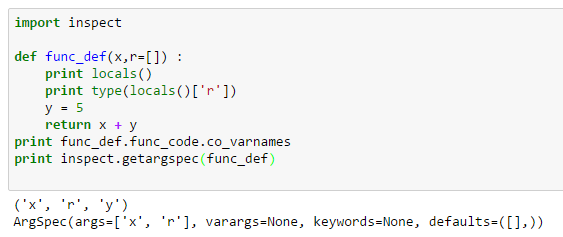 import inspect
def func_def(x,r=[]) :
    print locals()
    print type(locals()['r'])
    y = 5
    return x + y
print func_def.func_code.co_varnames
print inspect.getargspec(func_def)
('x', 'r', 'y')
ArgSpec(args=['x', 'r'], varargs=None, keywords=None, defaults=([],))